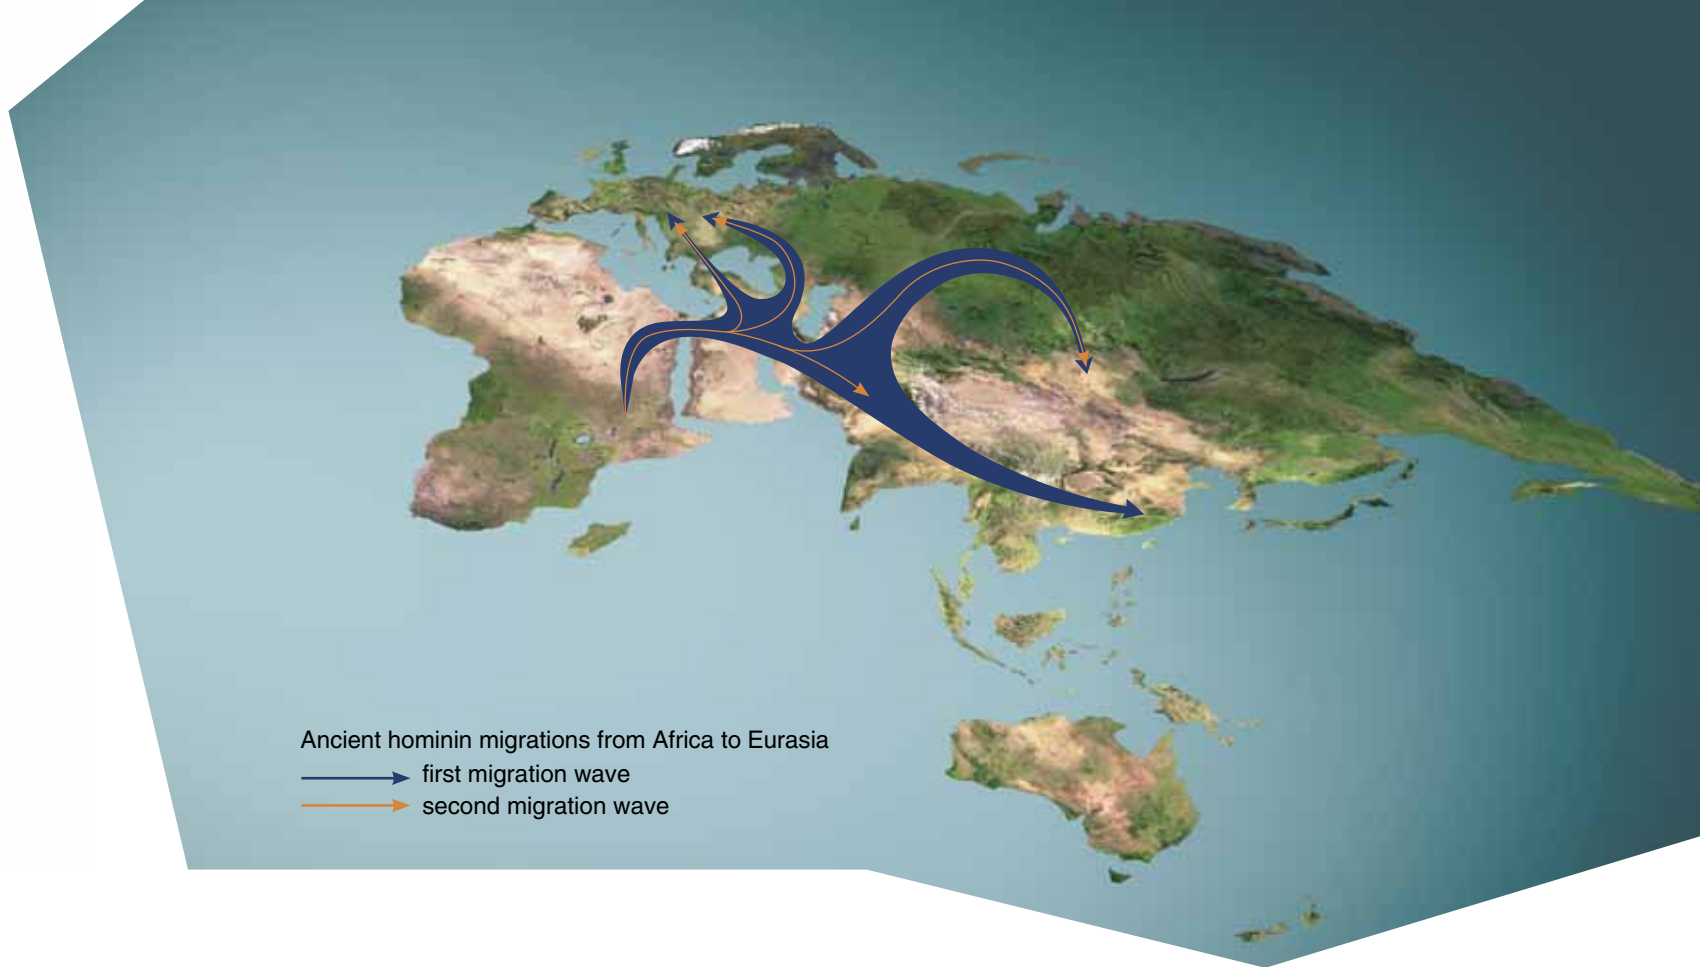 Ancient hominin migrations from Africa to Eurasia
first migration wave
second migration wave